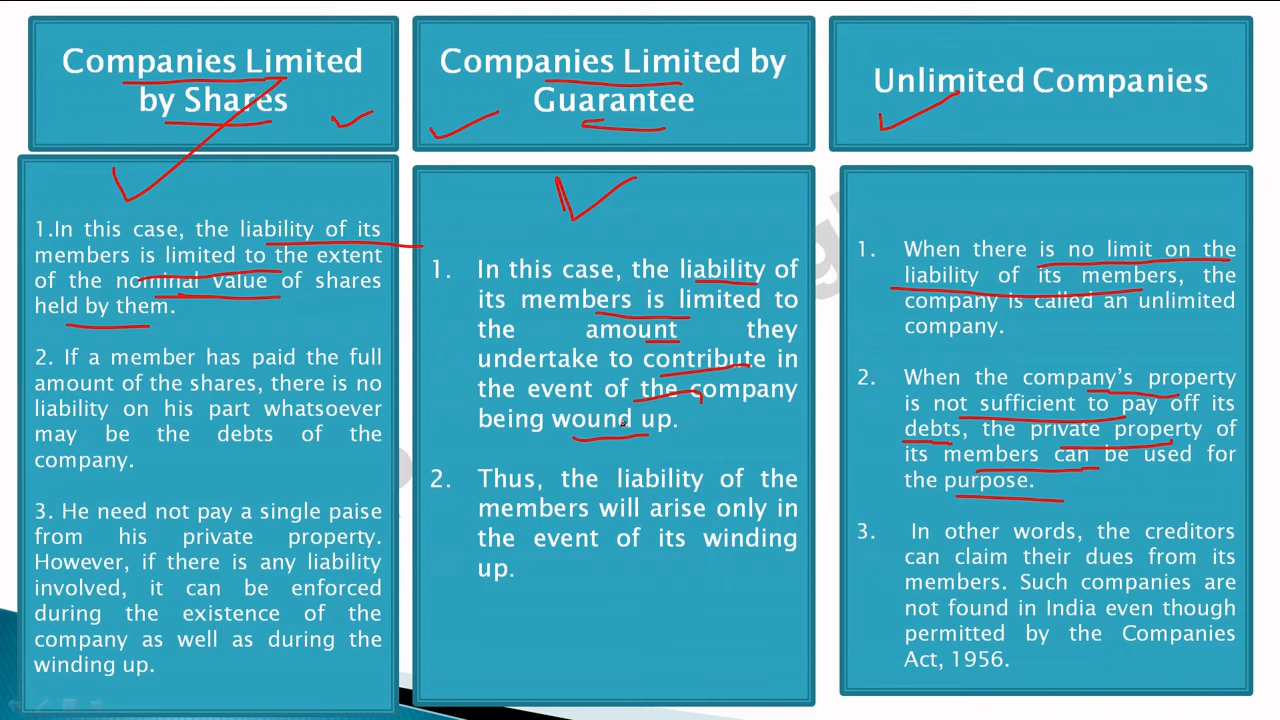 Companies Limited
by Shares
1.In this case, the liability of its
members is limited to the extent
of the nominal value of shares
held by them.
2. If a member has paid the full
amount of the shares, there is no
liability on his part whatsoever
may be the debts of the
company.
3. He need not pay a single paise
from his private property.
However, if there is any liability
involved, it can be enforced
during the existence of the
company as well as during the
winding up.
Companies Limited by
Guarantee
1. In this case, the liability of
its members is limited to
the amount they
undertake to contribute in
the event of the company
being wound up.
2. Thus, the liability of the
members will arise only in
the event of its winding
up.
Unlimited Companies
1. When there is no limit on the
liability of its members, the
company is called an unlimited
company.
2. When the company's property
is not sufficient to pay off its
debts, the private property of
its members can be used for
the purpose.
3. In other words, the creditors
can claim their dues from its
members. Such companies are
not found in India even though
permitted by the Companies
Act, 1956.